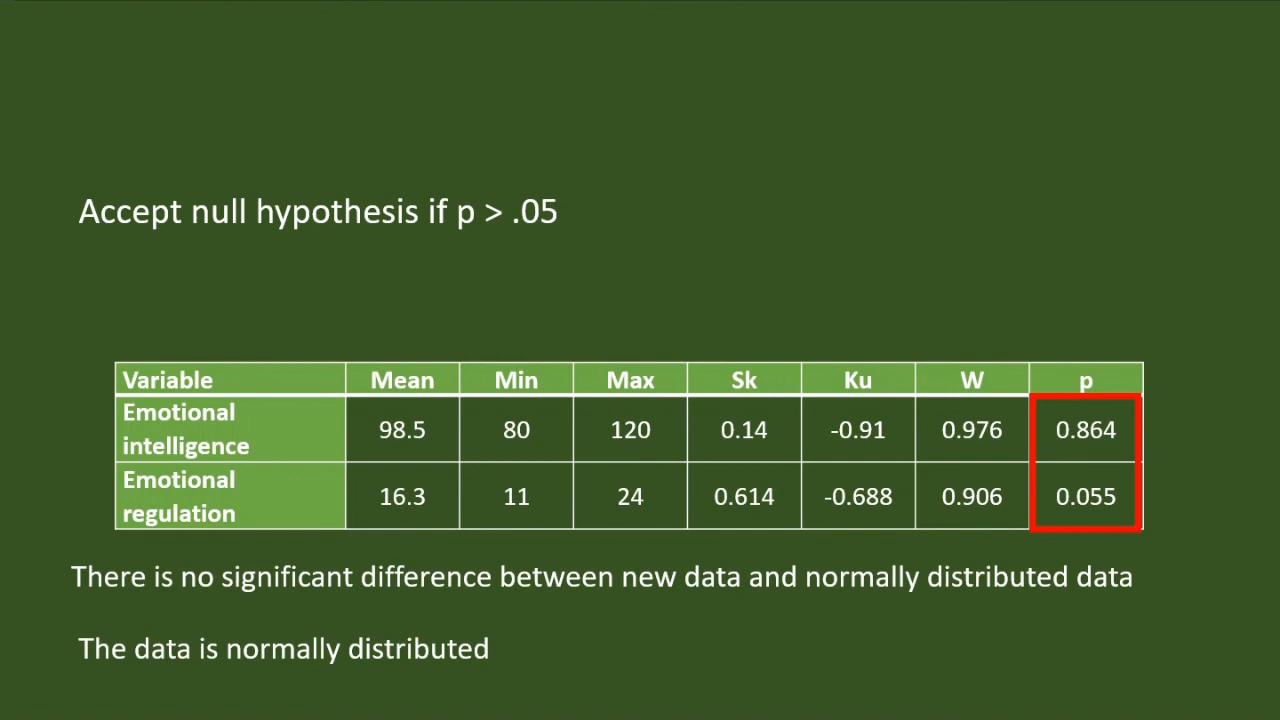 Accept null hypothesis if p > .05
Variable Mean Min Max Sk Ku W p
Emotional
intelligence 98.5 80 120 0.14 -0.91 0.976 0.864
Emotional
regulation 16.3 11 24 0.614 -0.688 0.906 0.055
There is no significant difference between new data and normally distributed data
The data is normally distributed